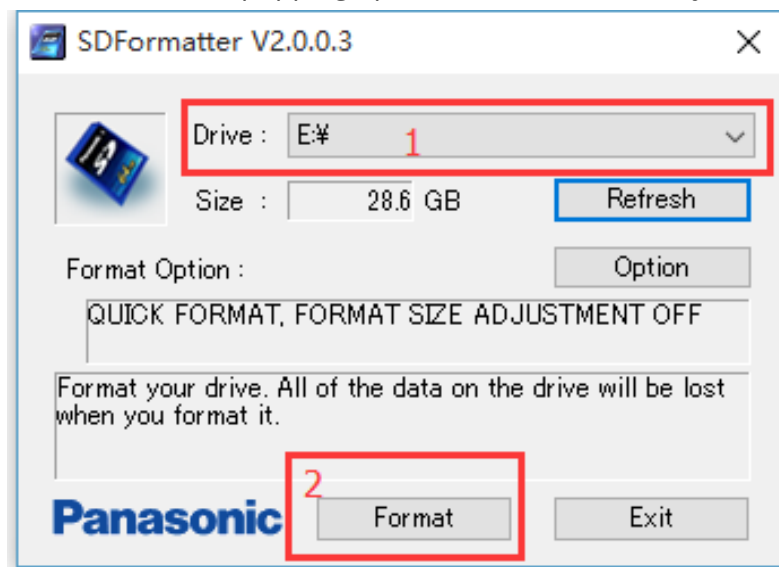 SDFormatter V2.0.0.3
Drive : E:¥ 1
Size : 28.6 GB Refresh
Format Option : Option
QUICK FORMAT, FORMAT SIZE ADJUSTMENT OFF
Format your drive. All of the data on the drive will be lost
when you format it.
2
Panasonic Format Exit